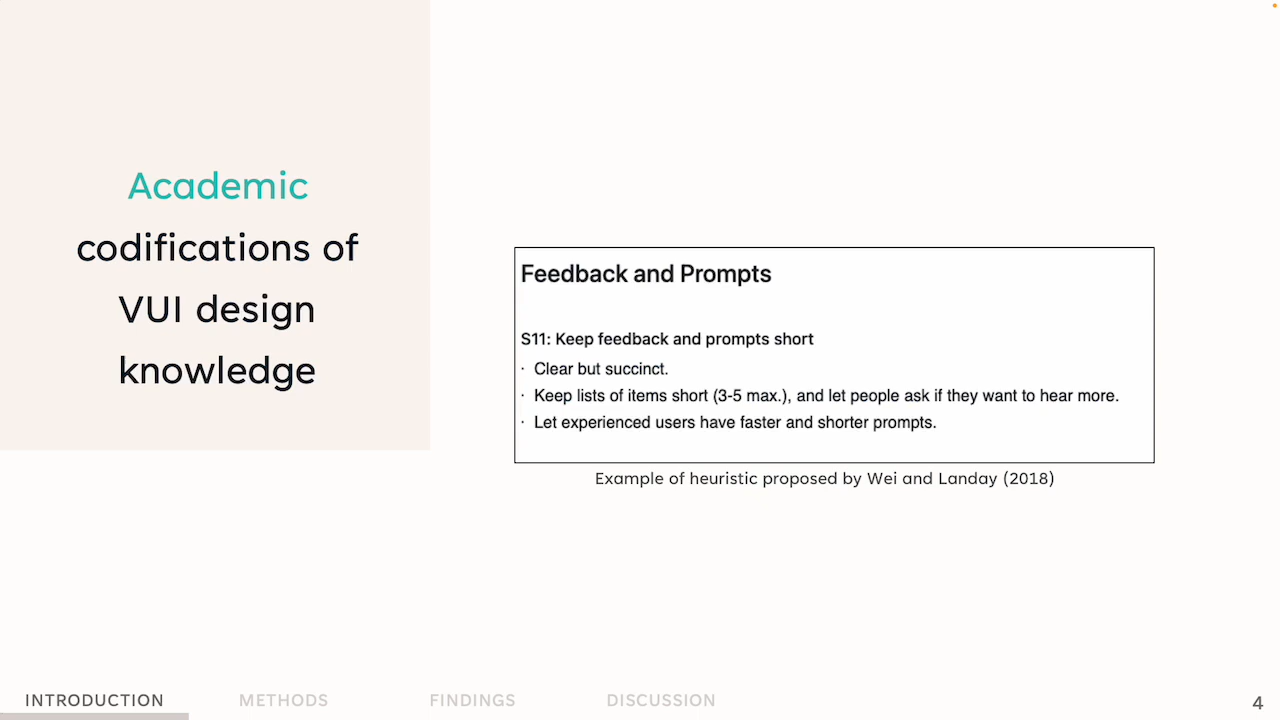 Academic
codifications of
VUI design
knowledge
Feedback and Prompts
S11: Keep feedback and prompts short
· Clear but succinct.
· Keep lists of items short (3-5 max.), and let people ask if they want to hear more.
· Let experienced users have faster and shorter prompts.
Example of heuristic proposed by Wei and Landay (2018)
INTRODUCTION METHODS FINDINGS DISCUSSION 4